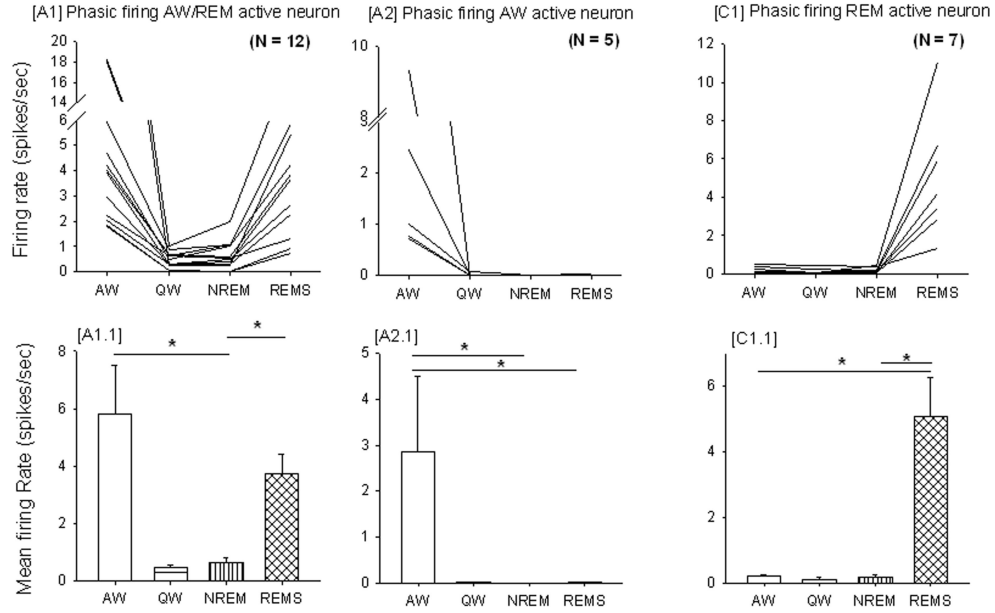 [A1] Phasic firing AW/REM active neuron
(N = 12)
Firing rate (spikes/sec)
20
18
16
14
6
5
4
3
2
1
0
AW QW NREM REMS
[A2] Phasic firing AW active neuron
(N = 5)
10
8
3
2
1
0
AW QW NREM REMS
[C1] Phasic firing REM active neuron
(N = 7)
12
10
8
6
4
2
0
AW QW NREM REMS
[A1.1]
Mean firing Rate (spikes/sec)
8
6
4
2
0
* *
AW QW NREM REMS
[A2.1]
5
4
3
2
1
0
*
*
AW QW NREM REMS
[C1.1]
6
4
2
0
* *
AW QW NREM REMS